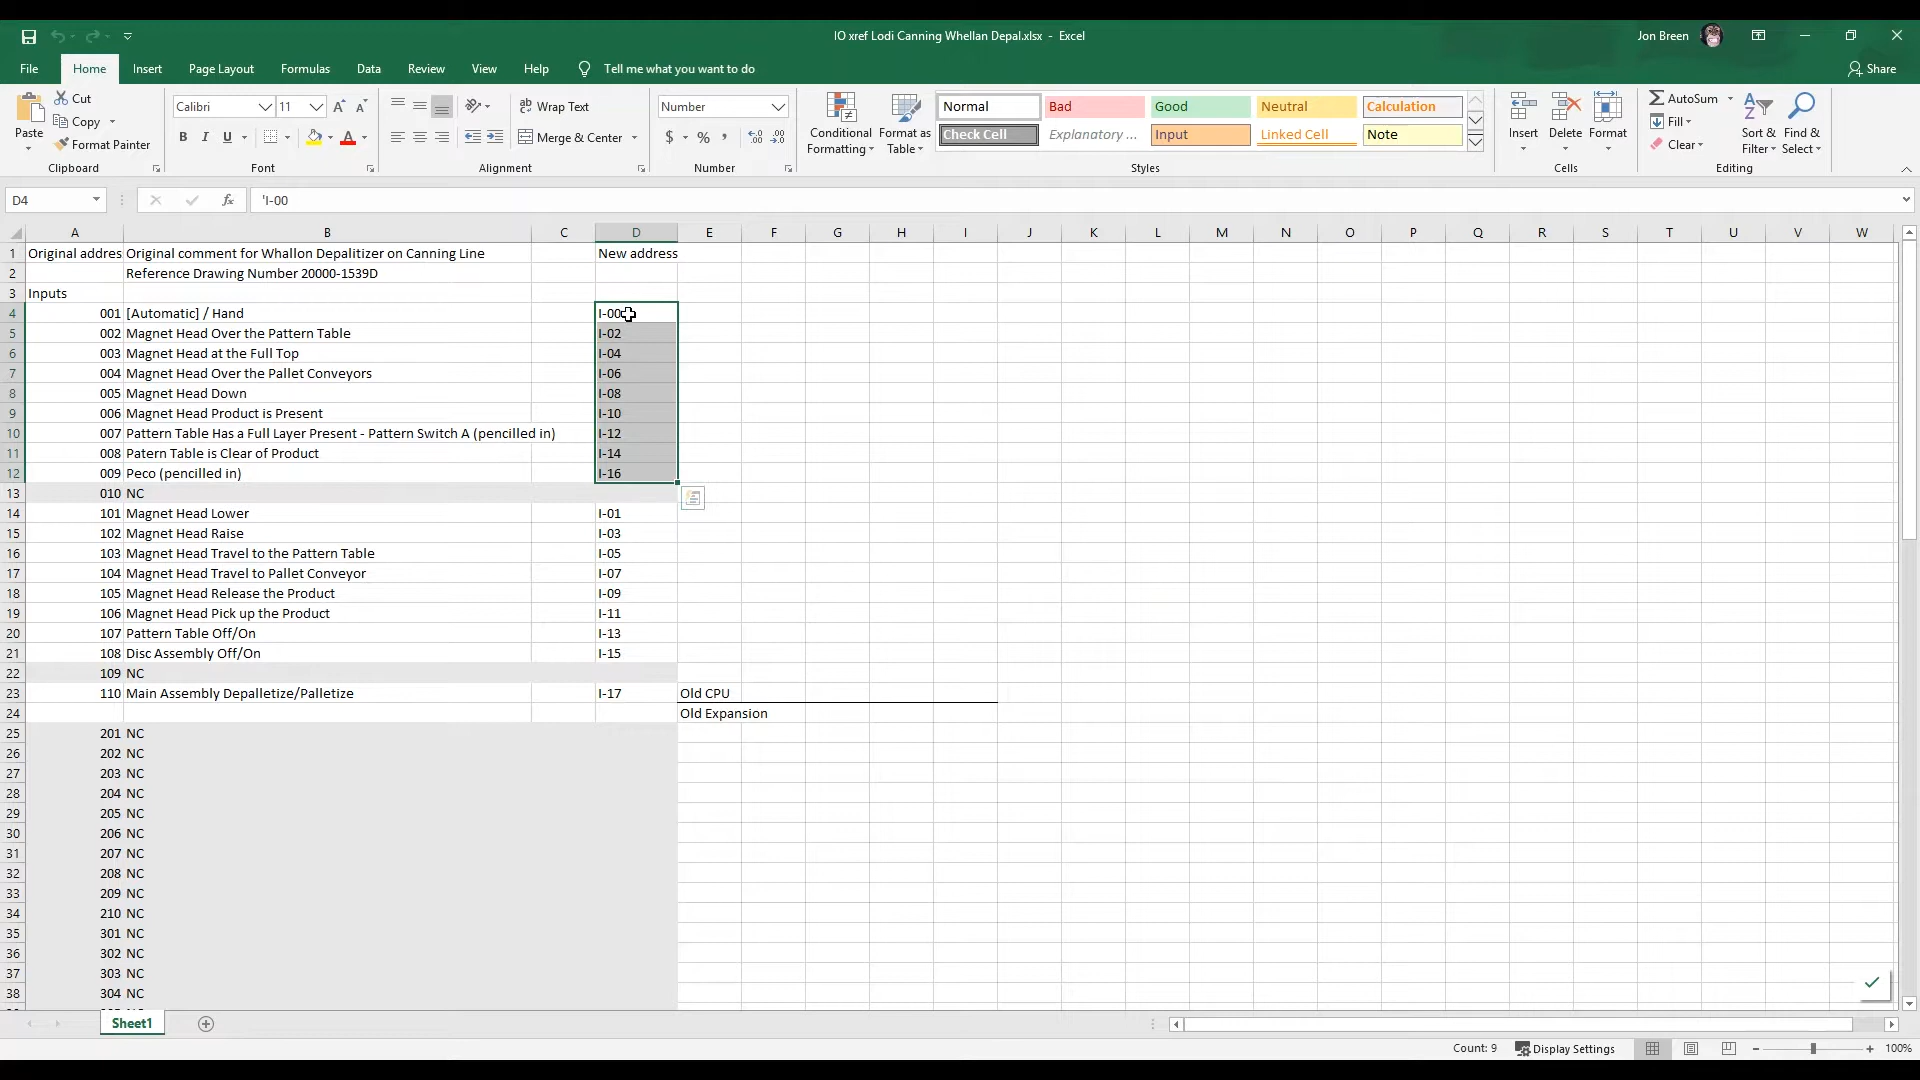 IO xref Lodi Canning Whellan Depal.xlsx - Excel
Jon Breen
File Home Insert Page Layout Formulas Data Review View Help Tell me what you want to do
Share
Paste
Cut
Copy
Format Painter
Clipboard
Calibri 11
B I U
Font
Wrap Text
Merge & Center
Alignment
Number
$ % ,
Number
Conditional Formatting
Format as Table
Normal Bad Good Neutral Calculation
Check Cell Explanatory ... Input Linked Cell Note
Styles
Insert Delete Format
Cells
AutoSum
Fill
Clear
Sort & Filter
Find & Select
Editing
D4 fx 'I-00
A B C D E F G H I J K L M N O P Q R S T U V W
1 Original addres Original comment for Whallon Depalitizer on Canning Line New address
2 Reference Drawing Number 20000-1539D
3 Inputs
4 001 [Automatic] / Hand I-00
5 002 Magnet Head Over the Pattern Table I-02
6 003 Magnet Head at the Full Top I-04
7 004 Magnet Head Over the Pallet Conveyors I-06
8 005 Magnet Head Down I-08
9 006 Magnet Head Product is Present I-10
10 007 Pattern Table Has a Full Layer Present - Pattern Switch A (pencilled in) I-12
11 008 Patern Table is Clear of Product I-14
12 009 Peco (pencilled in) I-16
13 010 NC
14 101 Magnet Head Lower I-01
15 102 Magnet Head Raise I-03
16 103 Magnet Head Travel to the Pattern Table I-05
17 104 Magnet Head Travel to Pallet Conveyor I-07
18 105 Magnet Head Release the Product I-09
19 106 Magnet Head Pick up the Product I-11
20 107 Pattern Table Off/On I-13
21 108 Disc Assembly Off/On I-15
22 109 NC
23 110 Main Assembly Depalletize/Palletize I-17 Old CPU
24 Old Expansion
25 201 NC
26 202 NC
27 203 NC
28 204 NC
29 205 NC
30 206 NC
31 207 NC
32 208 NC
33 209 NC
34 210 NC
35 301 NC
36 302 NC
37 303 NC
38 304 NC
Sheet1
Count: 9 Display Settings 100%